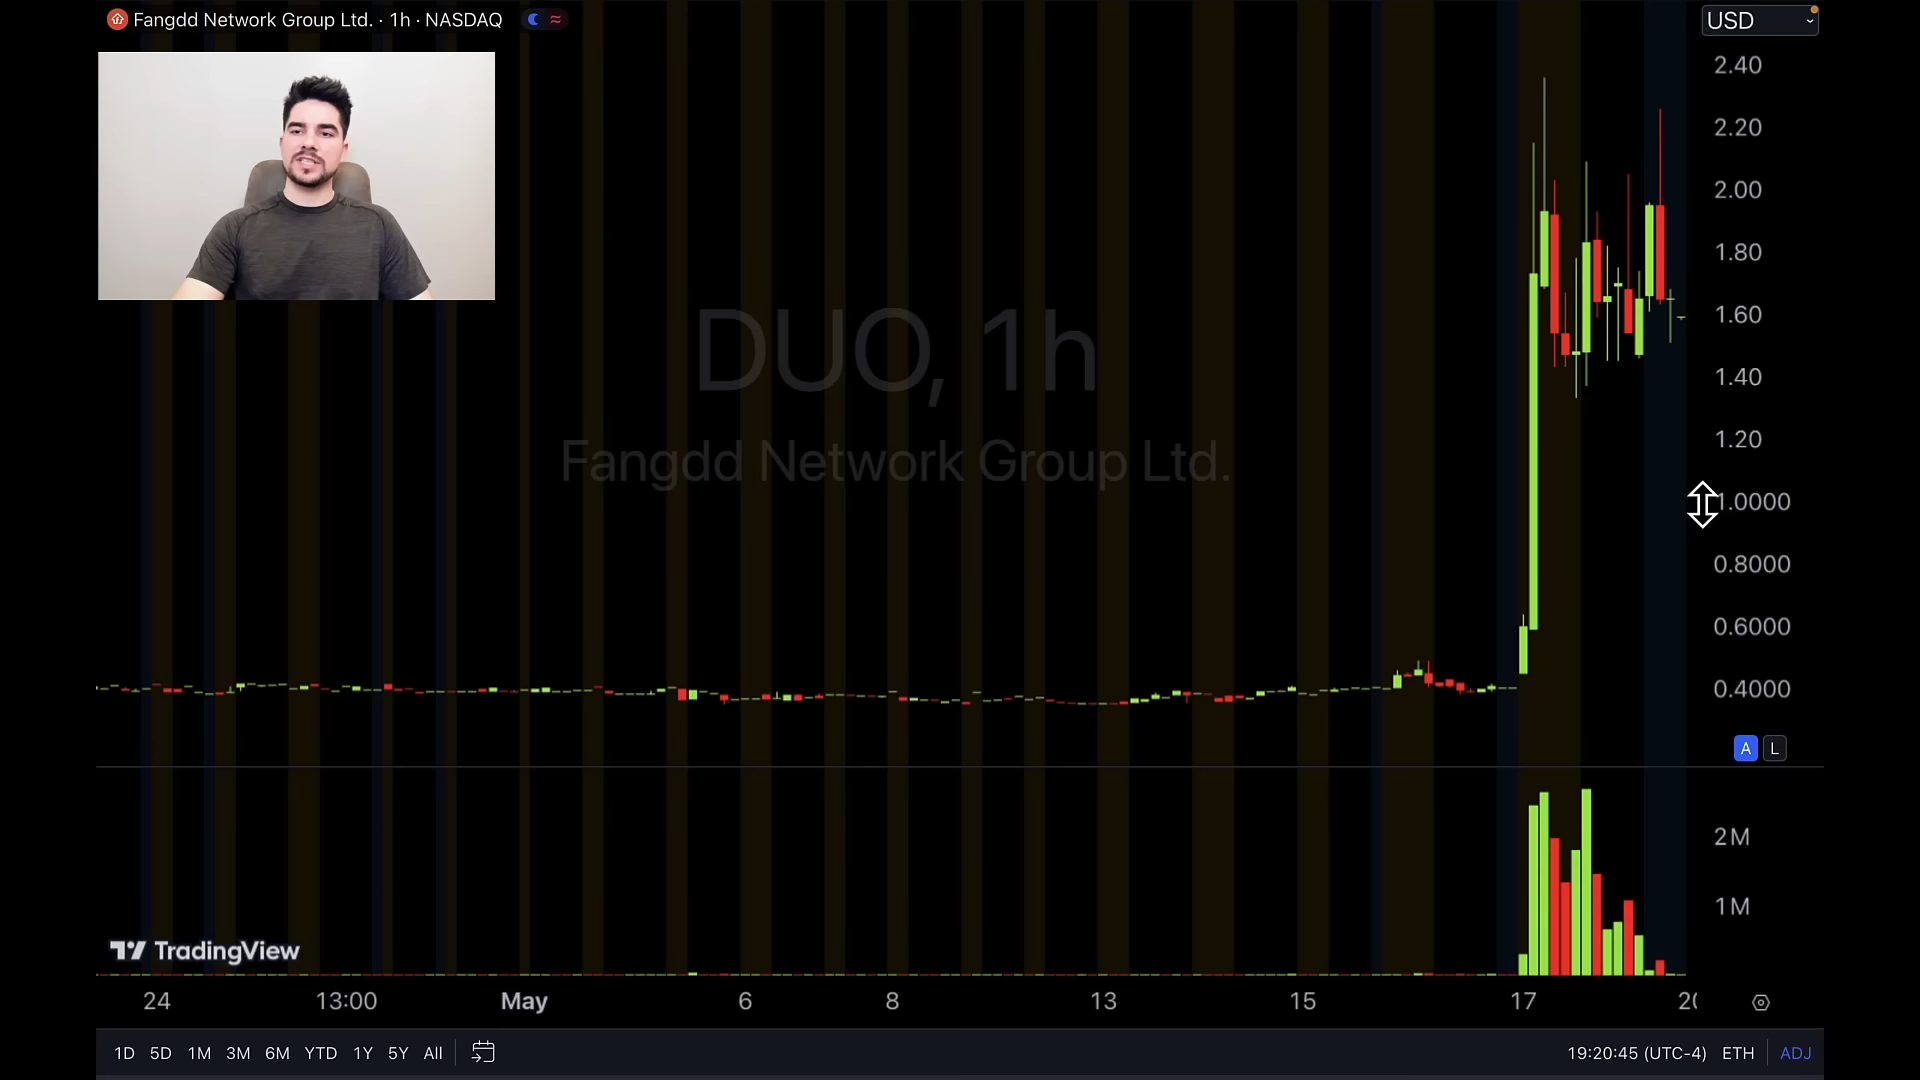 Fangdd Network Group Ltd. · 1h · NASDAQ
USD
2.40
2.20
2.00
1.80
1.60
1.40
1.20
1.0000
0.8000
0.6000
0.4000
DUO, 1h
Fangdd Network Group Ltd.
A L
2M
1M
TradingView
24 13:00 May 6 8 13 15 17
1D 5D 1M 3M 6M YTD 1Y 5Y All 19:20:45 (UTC-4) ETH ADJ